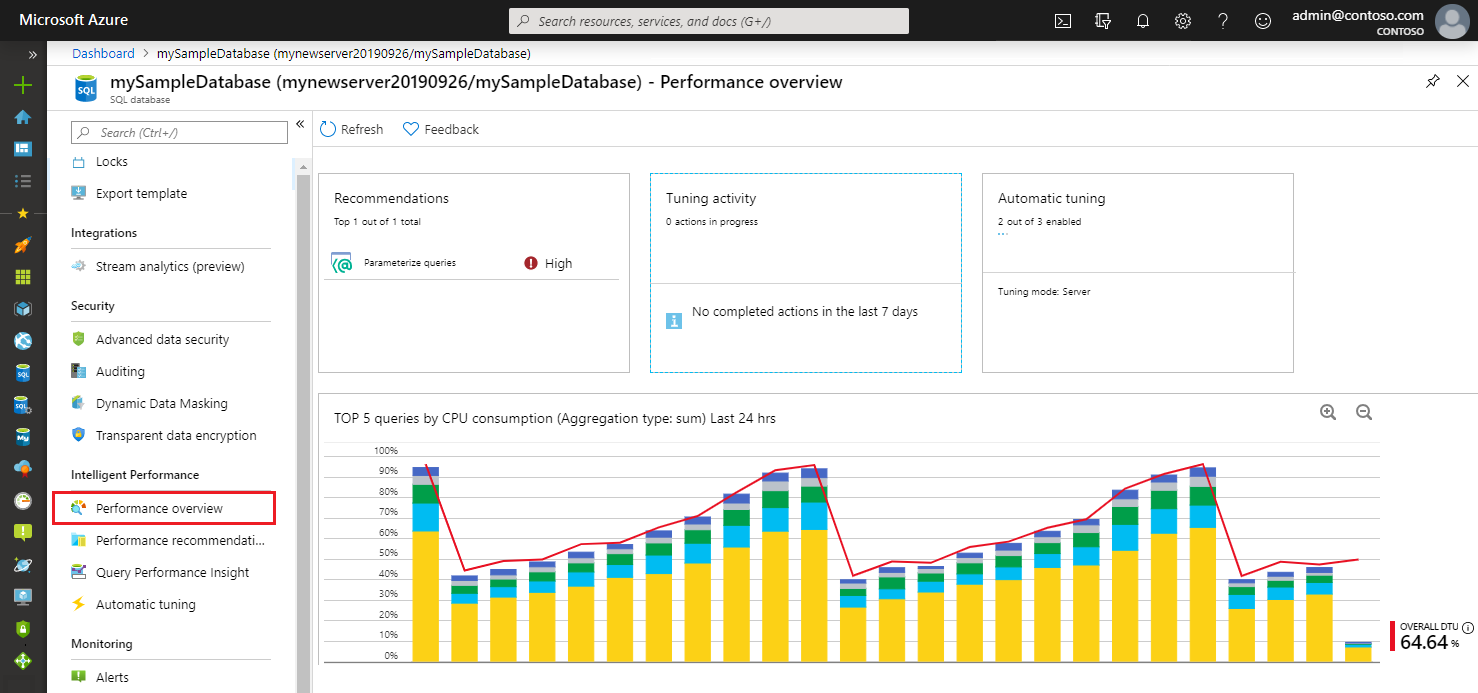 Microsoft Azure
Search resources, services, and docs (G+/)
admin@contoso.com
CONTOSO
Dashboard > mySampleDatabase (mynewserver20190926/mySampleDatabase)
SQL
mySampleDatabase (mynewserver20190926/mySampleDatabase) - Performance overview
SQL database
Search (Ctrl+/)
Locks
Export template
Integrations
Stream analytics (preview)
Security
Advanced data security
Auditing
Dynamic Data Masking
Transparent data encryption
Intelligent Performance
Performance overview
Performance recommendati...
Query Performance Insight
Automatic tuning
Monitoring
Alerts
SQL
SQL
My
Refresh
Feedback
Recommendations
Top 1 out of 1 total
Parameterize queries
High
Tuning activity
0 actions in progress
No completed actions in the last 7 days
Automatic tuning
2 out of 3 enabled
...
Tuning mode: Server
TOP 5 queries by CPU consumption (Aggregation type: sum) Last 24 hrs
100%
90%
80%
70%
60%
50%
40%
30%
20%
10%
0%
OVERALL DTU
64.64 %